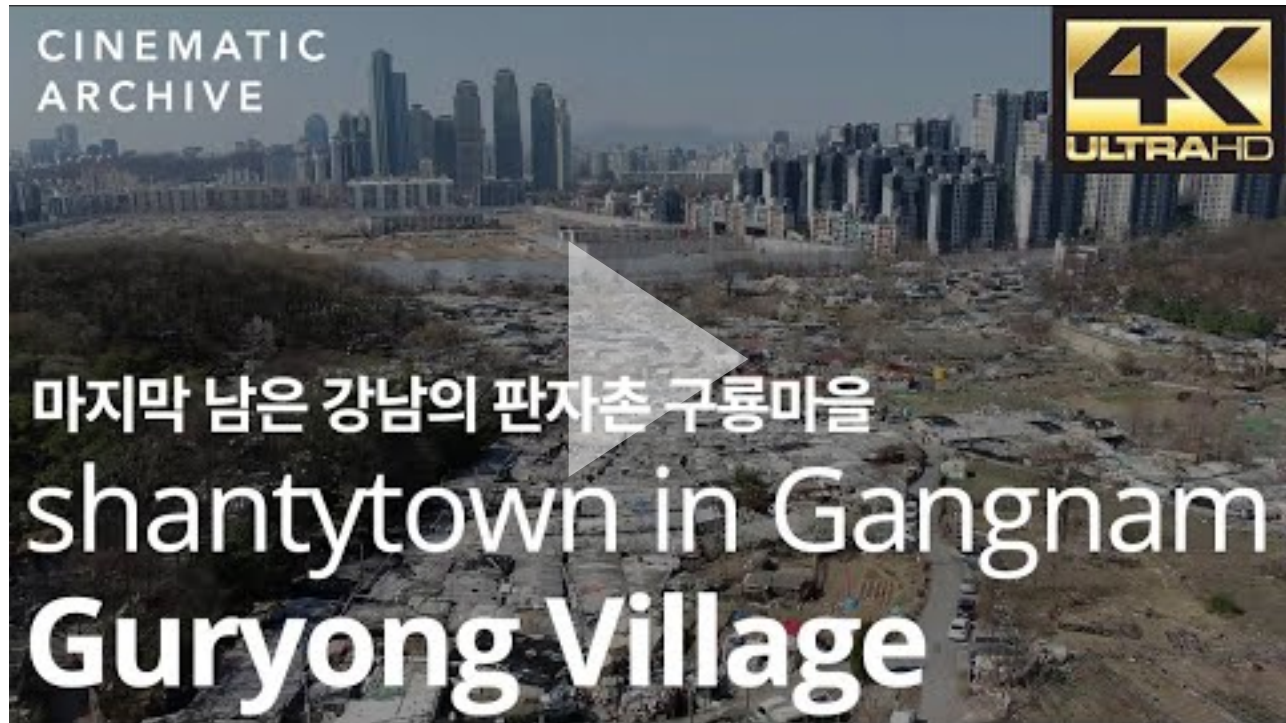 CINEMATIC
ARCHIVE
4K
ULTRAHD
마지막 남은 강남의 판자촌 구룡마을
shantytown in Gangnam
Guryong Village